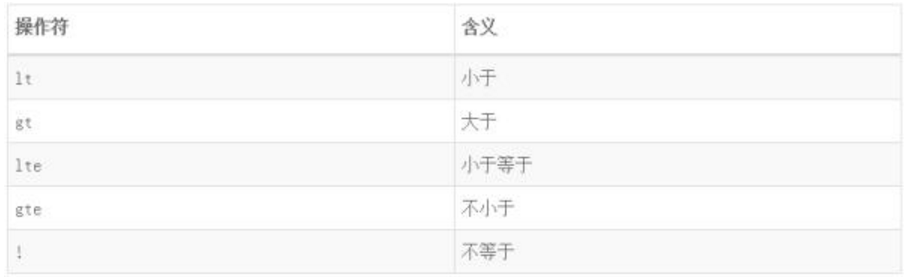 操作符 含义
lt 小于
gt 大于
lte 小于等于
gte 不小于
! 不等于